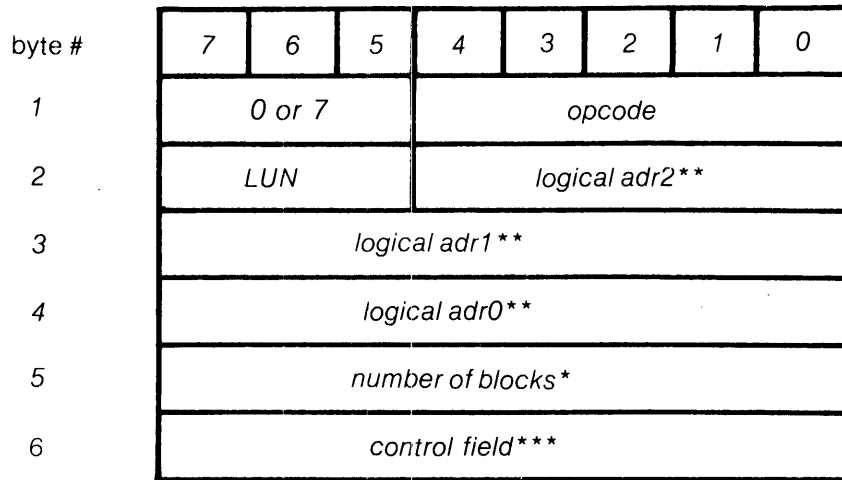 byte # 7 6 5 4 3 2 1 0
1 0 or 7 opcode
2 LUN logical adr2**
3 logical adr1**
4 logical adr0**
5 number of blocks*
6 control field***